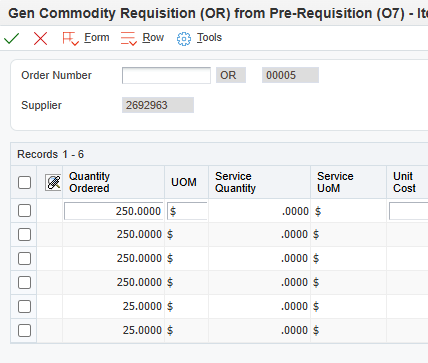 Gen Commodity Requisition (OR) from Pre-Requisition (O7) - Ite
Form Row Tools
Order Number OR 00005
Supplier 2692963
Records 1 - 6
Quantity Ordered UOM Service Quantity Service UoM Unit Cost
250.0000 $ .0000 $
250.0000 $ .0000 $
250.0000 $ .0000 $
250.0000 $ .0000 $
25.0000 $ .0000 $
25.0000 $ .0000 $